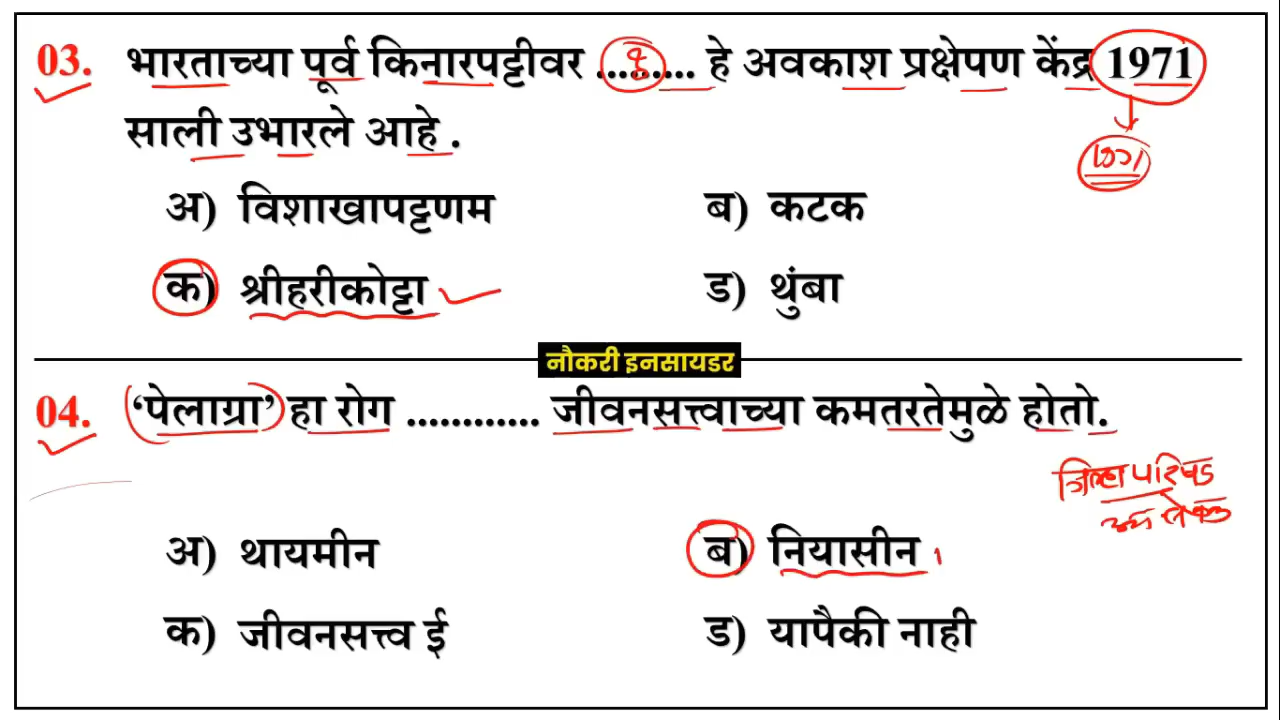 03. भारताच्या पूर्व किनारपट्टीवर ......... हे अवकाश प्रक्षेपण केंद्र 1971
साली उभारले आहे .
अ) विशाखापट्टणम ब) कटक
क) श्रीहरीकोट्टा ड) थुंबा
नौकरी इनसायडर
04. ‘पेलाग्रा’ हा रोग ............ जीवनसत्त्वाच्या कमतरतेमुळे होतो.
जिल्हा परिषद
अ) थायमीन ब) नियासीन
क) जीवनसत्त्व ई ड) यापैकी नाही